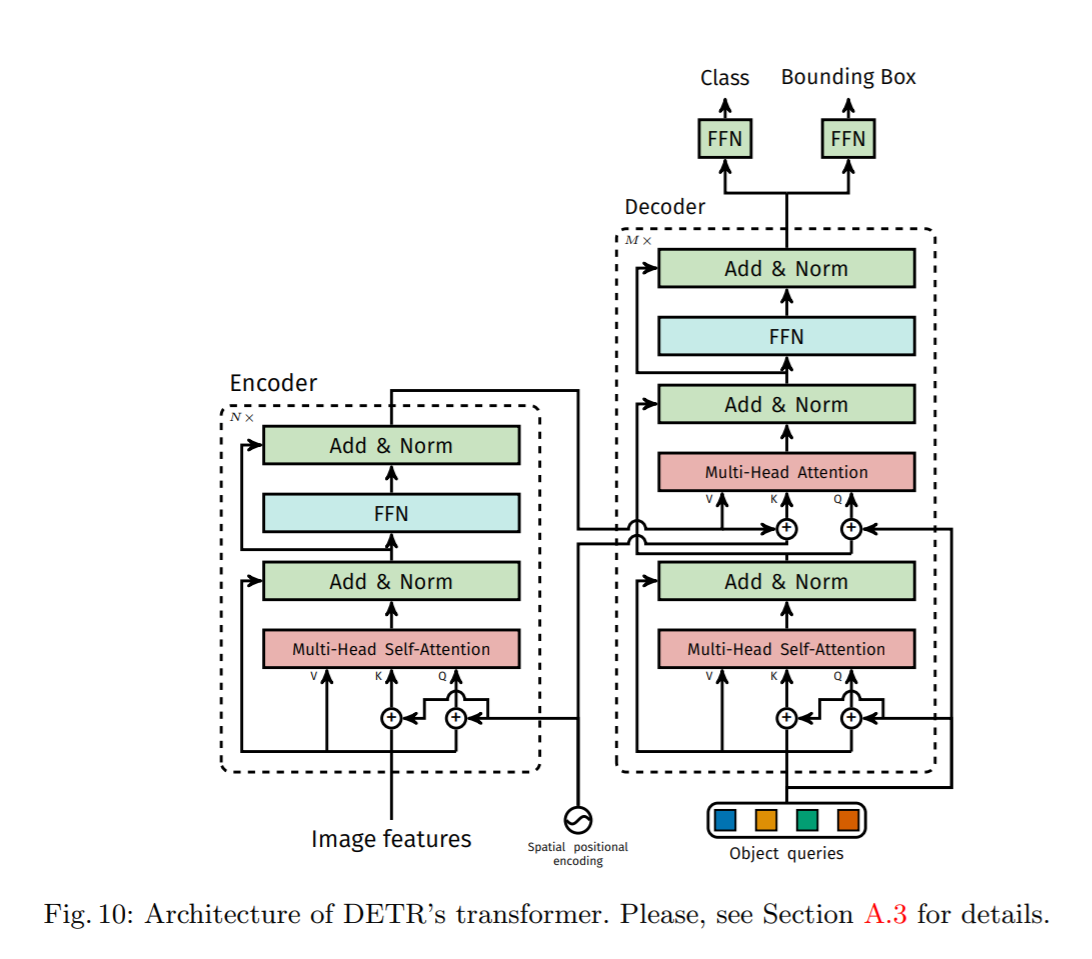 Class Bounding Box
FFN FFN
Decoder
M ×
Add & Norm
FFN
Add & Norm
Multi-Head Attention
V K Q
+ +
Add & Norm
Multi-Head Self-Attention
V K Q
+ +
Object queries
Encoder
N ×
Add & Norm
FFN
Add & Norm
Multi-Head Self-Attention
V K Q
+ +
Image features
Spatial positional
encoding
Fig. 10: Architecture of DETR's transformer. Please, see Section A.3 for details.